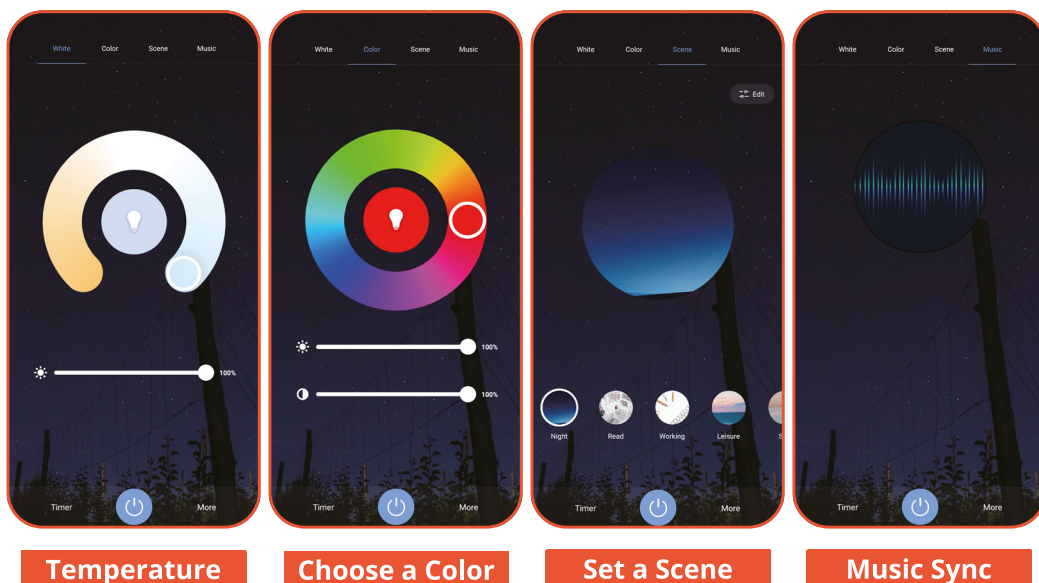 White Color Scene Music
100%
Timer More
Temperature
White Color Scene Music
100%
100%
Timer More
Choose a Color
White Color Scene Music
Edit
Night Read Working Leisure S
Timer More
Set a Scene
White Color Scene Music
Timer More
Music Sync